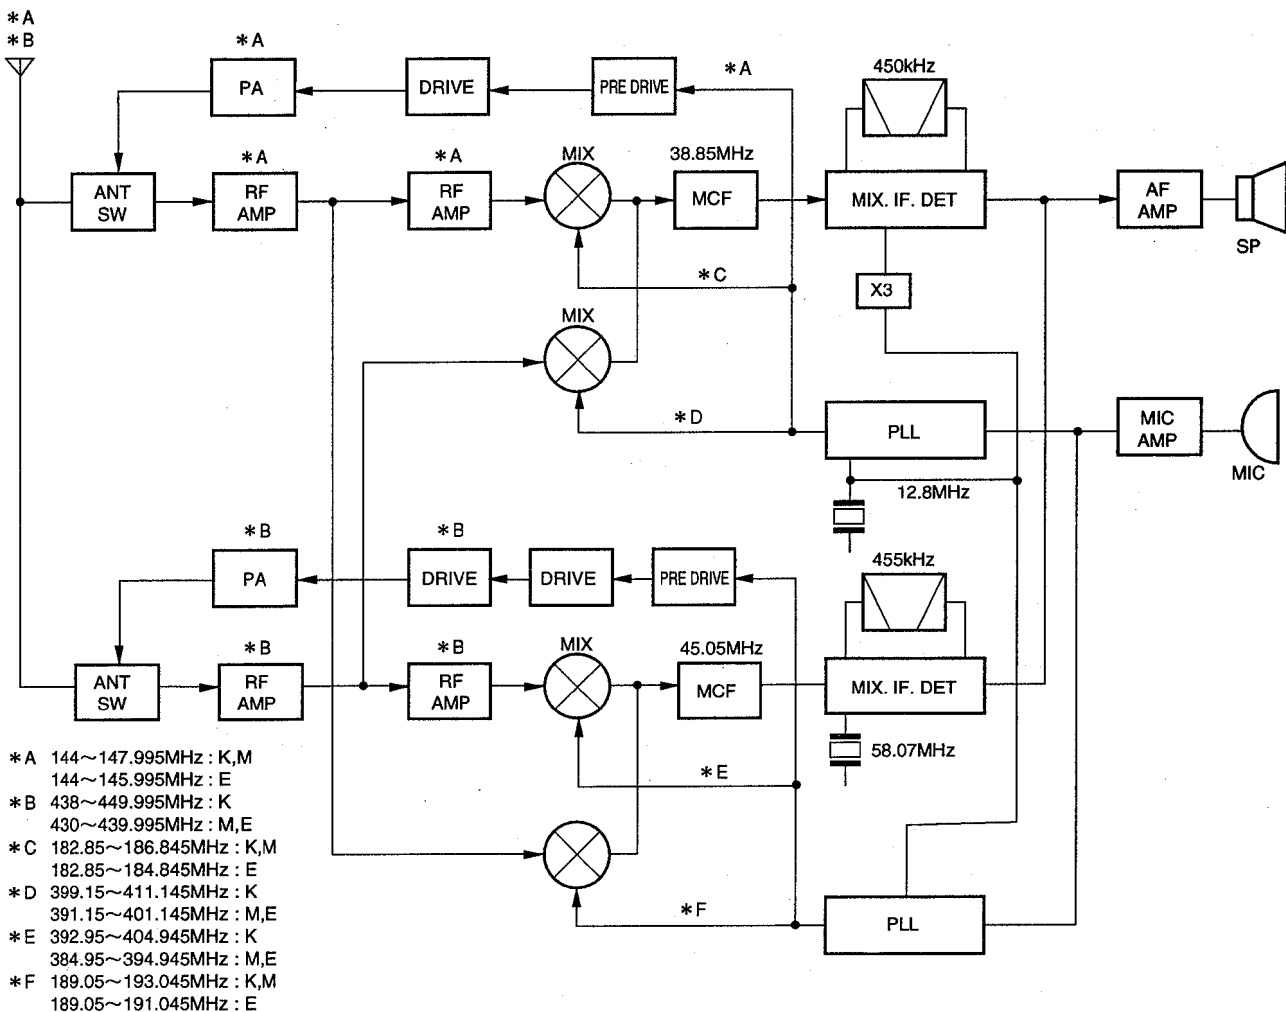 *A
*B
*A
PA
DRIVE
PRE DRIVE
*A
450kHz
ANT
SW
*A
RF
AMP
*A
RF
AMP
MIX
38.85MHz
MCF
MIX. IF. DET
AF
AMP
SP
*C
X3
MIX
*D
PLL
MIC
AMP
MIC
12.8MHz
*B
PA
*B
DRIVE
DRIVE
PRE DRIVE
455kHz
ANT
SW
*B
RF
AMP
*B
RF
AMP
MIX
45.05MHz
MCF
MIX. IF. DET
58.07MHz
*E
*F
PLL
*A 144~147.995MHz : K,M
144~145.995MHz : E
*B 438~449.995MHz : K
430~439.995MHz : M,E
*C 182.85~186.845MHz : K,M
182.85~184.845MHz : E
*D 399.15~411.145MHz : K
391.15~401.145MHz : M,E
*E 392.95~404.945MHz : K
384.95~394.945MHz : M,E
*F 189.05~193.045MHz : K,M
189.05~191.045MHz : E